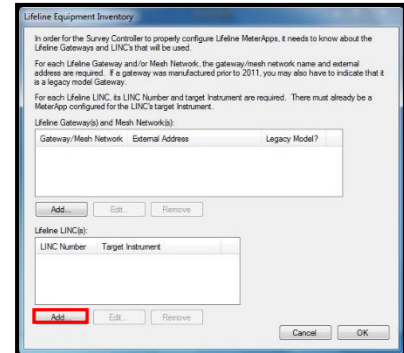 Lifeline Equipment Inventory
In order for the Survey Controller to properly configure Lifeline MeterApps, it needs to know about the
Lifeline Gateways and LINC's that will be used.
For each Lifeline Gateway and/or Mesh Network, the gateway/mesh network name and external
address are required. If a gateway was manufactured prior to 2011, you may also have to indicate that it
is a legacy model Gateway.
For each Lifeline LINC, its LINC Number and target Instrument are required. There must already be a
MeterApp configured for the LINC's target Instrument.
Lifeline Gateway(s) and Mesh Network(s):
Gateway/Mesh Network External Address Legacy Model?
Add... Edit... Remove
Lifeline LINC(s):
LINC Number Target Instrument
Add... Edit... Remove
Cancel OK